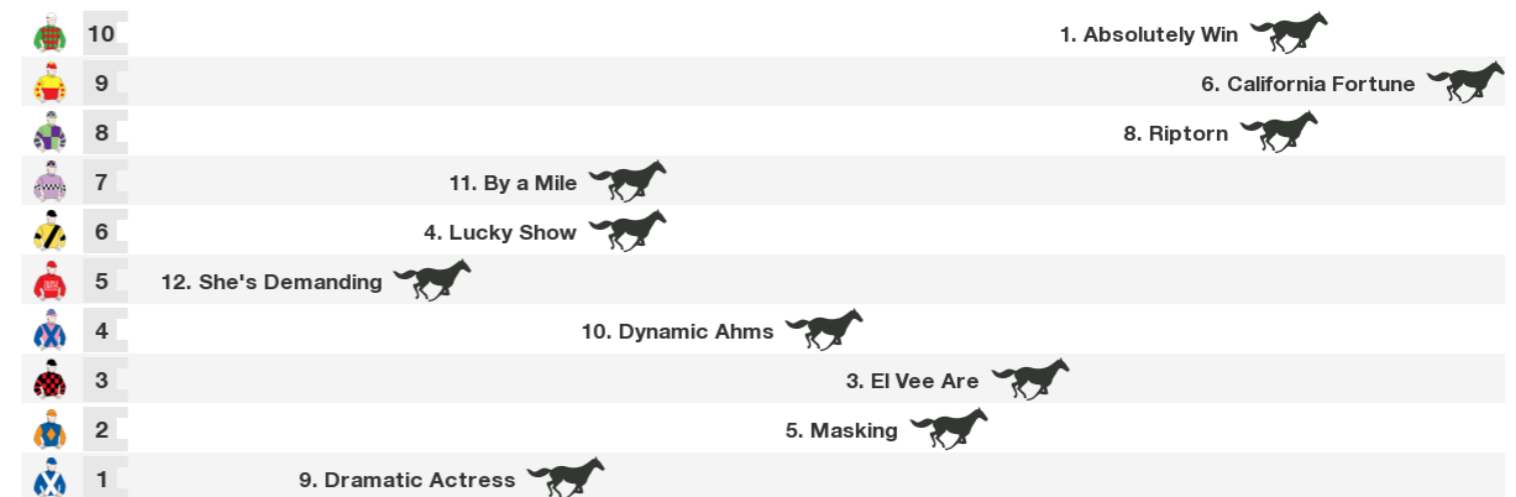 10 1. Absolutely Win
9 6. California Fortune
8 8. Riptorn
7 11. By a Mile
6 4. Lucky Show
5 12. She's Demanding
4 10. Dynamic Ahms
3 3. El Vee Are
2 5. Masking
1 9. Dramatic Actress